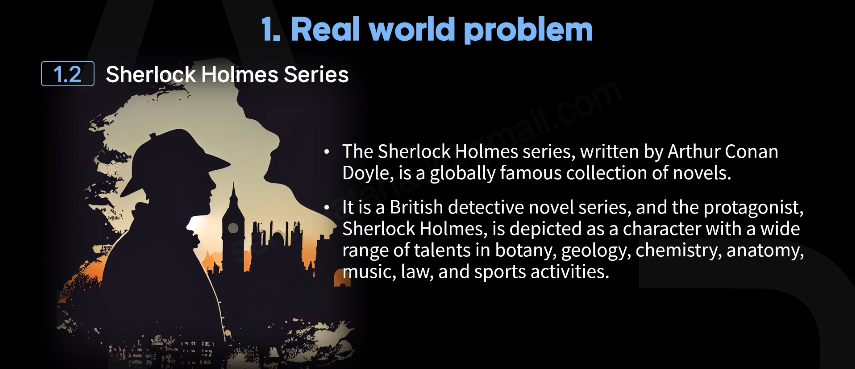 1. Real world problem
1.2 Sherlock Holmes Series
• The Sherlock Holmes series, written by Arthur Conan
Doyle, is a globally famous collection of novels.
• It is a British detective novel series, and the protagonist,
Sherlock Holmes, is depicted as a character with a wide
range of talents in botany, geology, chemistry, anatomy,
music, law, and sports activities.